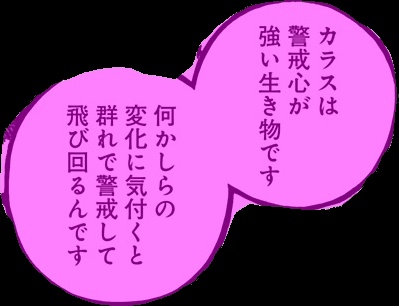 カラスは
警戒心が
強い生き物です
何かしらの
変化に気付くと
群れで警戒して
飛び回るんです